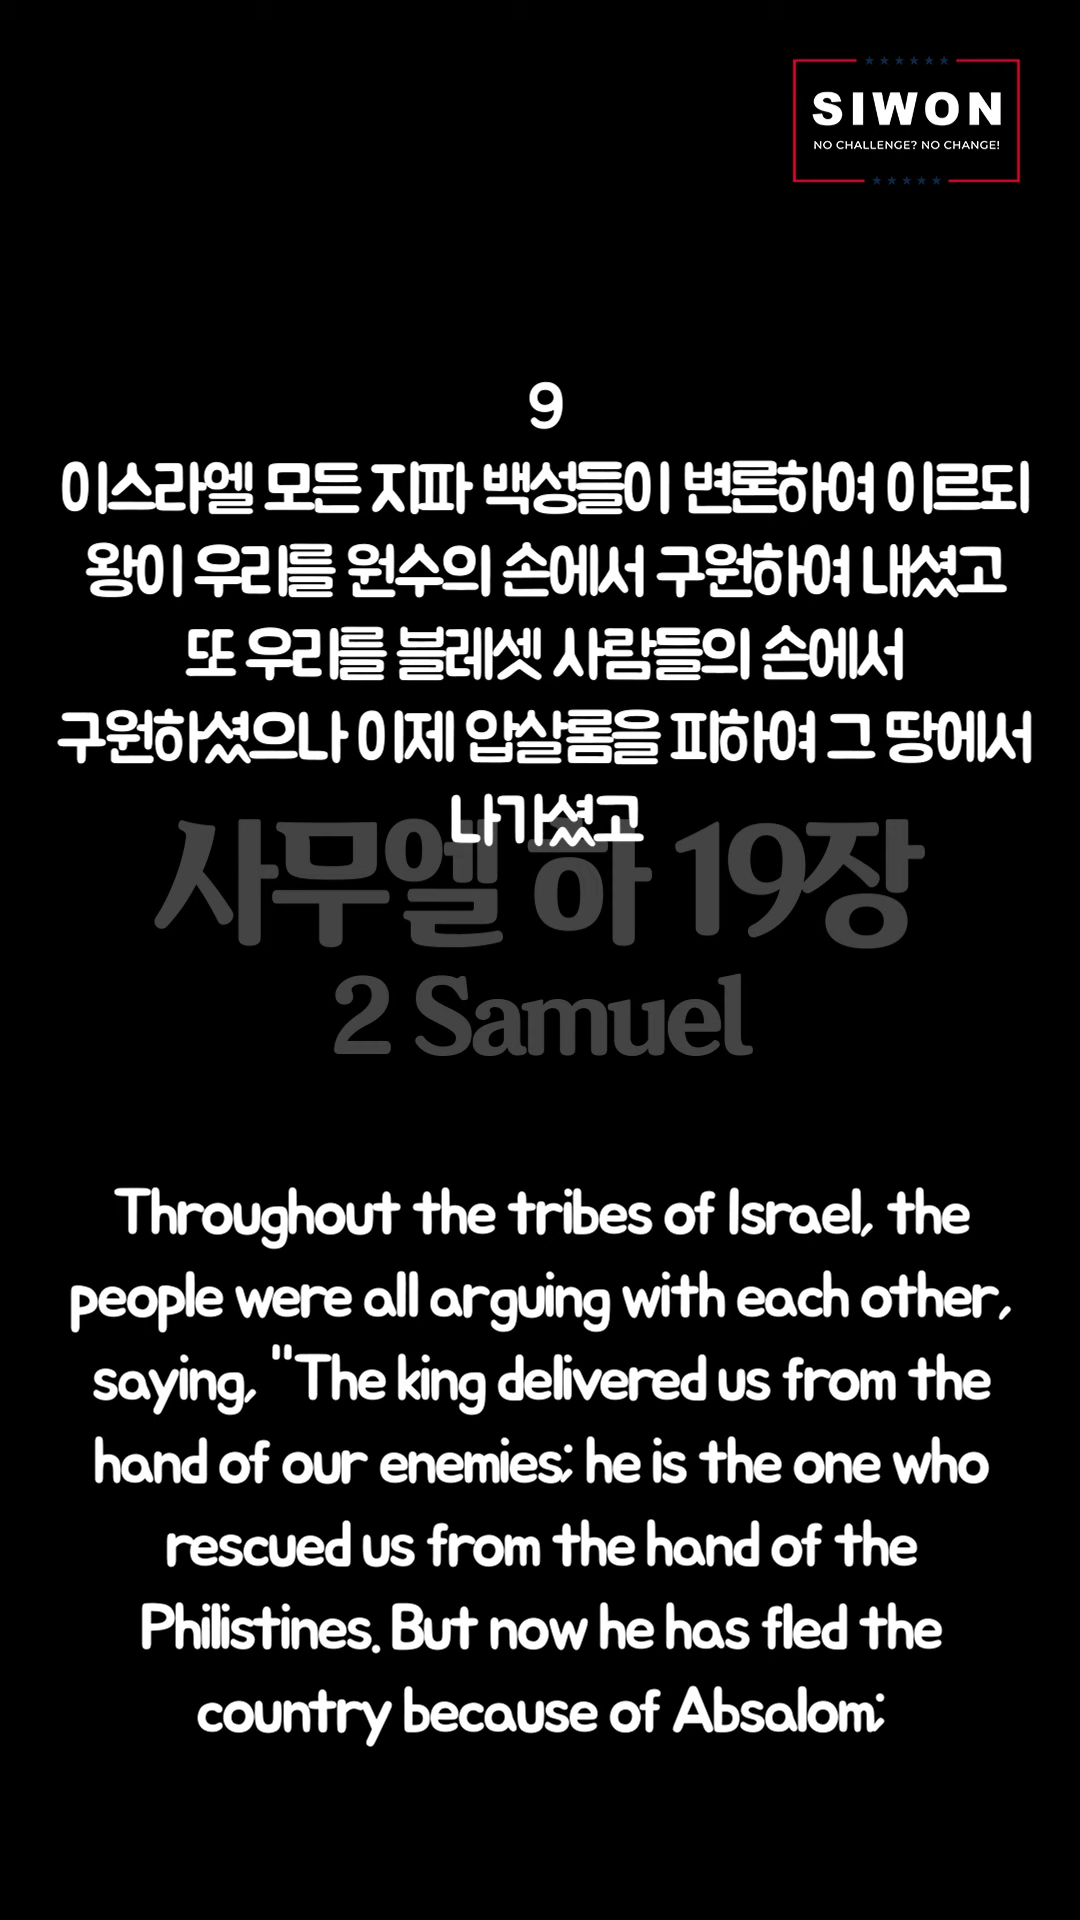 SIWON
NO CHALLENGE? NO CHANGE!
9
이스라엘 모든 지파 백성들이 변론하여 이르되
왕이 우리를 원수의 손에서 구원하여 내셨고
또 우리를 블레셋 사람들의 손에서
구원하셨으나 이제 압살롬을 피하여 그 땅에서
나가셨고
사무엘 하 19장
2 Samuel
Throughout the tribes of Israel, the
people were all arguing with each other,
saying, "The king delivered us from the
hand of our enemies; he is the one who
rescued us from the hand of the
Philistines. But now he has fled the
country because of Absalom;